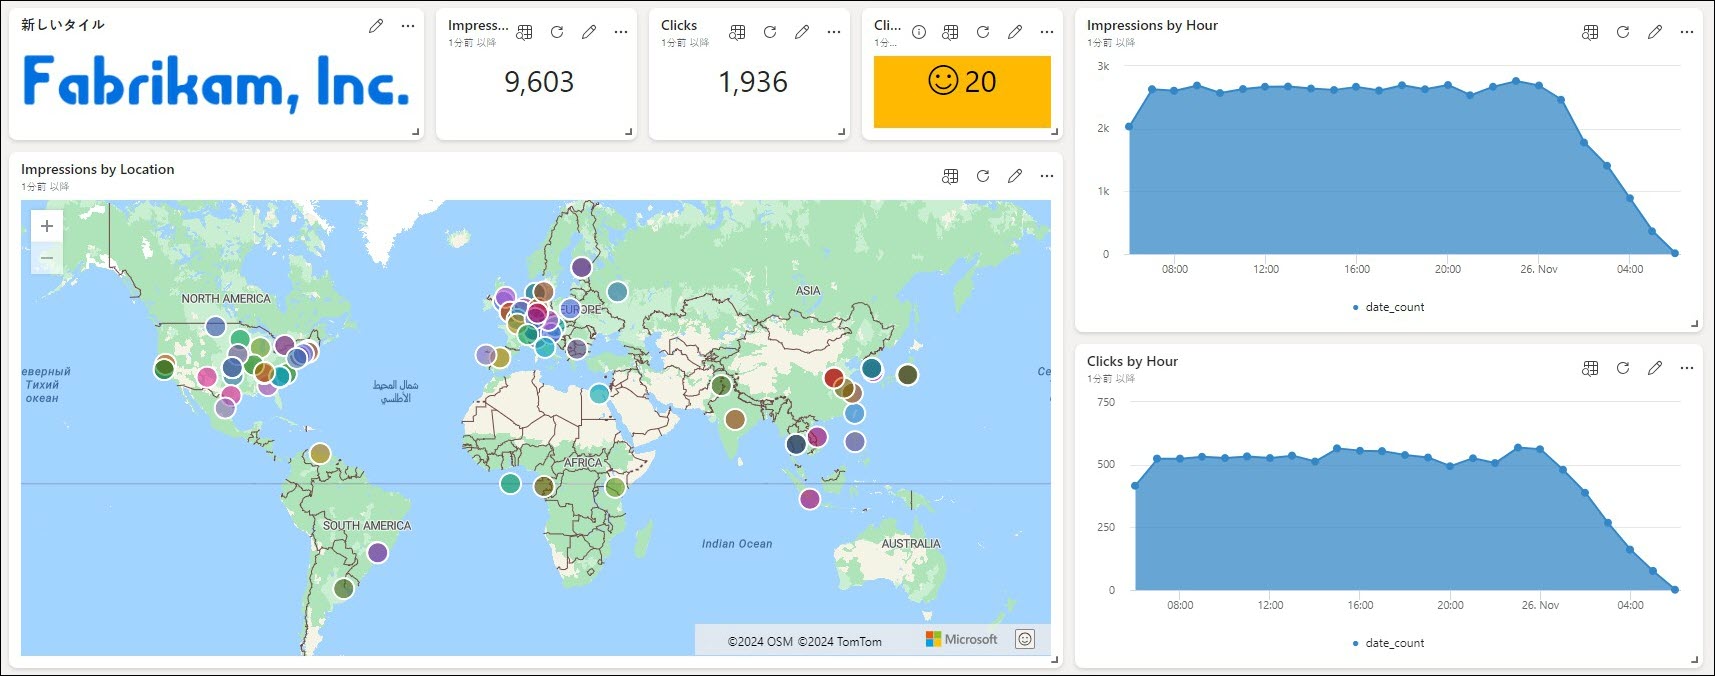 新しいタイル
Fabrikam, Inc.
Impress...
1分前 以降
9,603
Clicks
1分前 以降
1,936
Cli...
1分...
20
Impressions by Location
1分前 以降
+
−
NORTH AMERICA
EUROPE
ASIA
еверный
Тихий
океан
شمال المحيط
الأطلسي
Се
AFRICA
SOUTH AMERICA
Indian Ocean
AUSTRALIA
©2024 OSM ©2024 TomTom
Microsoft
Impressions by Hour
1分前 以降
3k
2k
1k
0
08:00 12:00 16:00 20:00 26. Nov 04:00
date_count
Clicks by Hour
1分前 以降
750
500
250
0
08:00 12:00 16:00 20:00 26. Nov 04:00
date_count